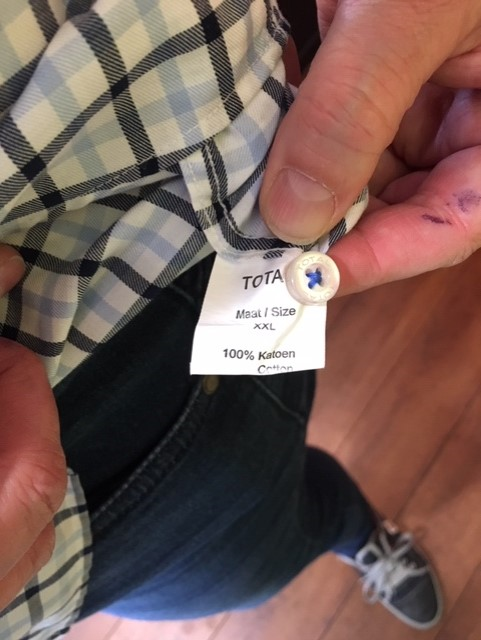 TOTA
Maat / Size
XXL
100% Katoen
Cotton